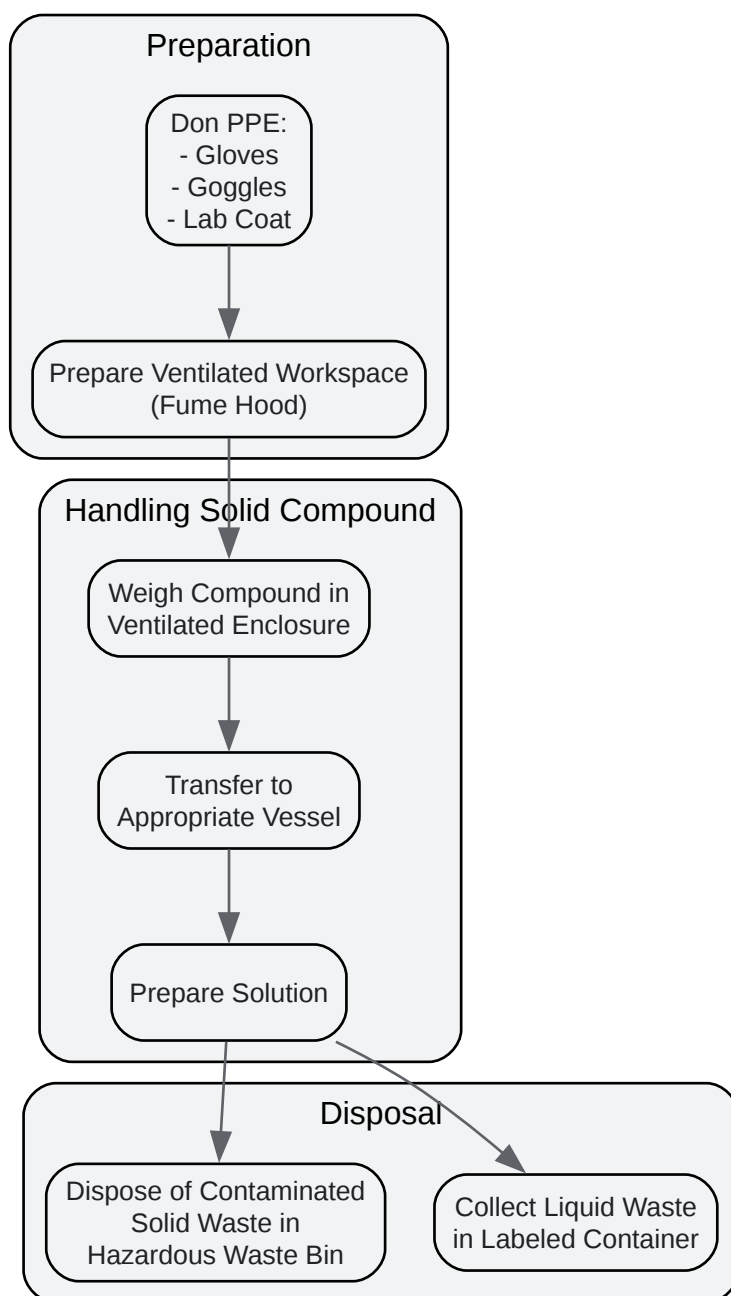 Preparation
Don PPE:
- Gloves
- Goggles
- Lab Coat
Prepare Ventilated Workspace
(Fume Hood)
Handling Solid Compound
Weigh Compound in
Ventilated Enclosure
Transfer to
Appropriate Vessel
Prepare Solution
Disposal
Dispose of Contaminated
Solid Waste in
Hazardous Waste Bin
Collect Liquid Waste
in Labeled Container